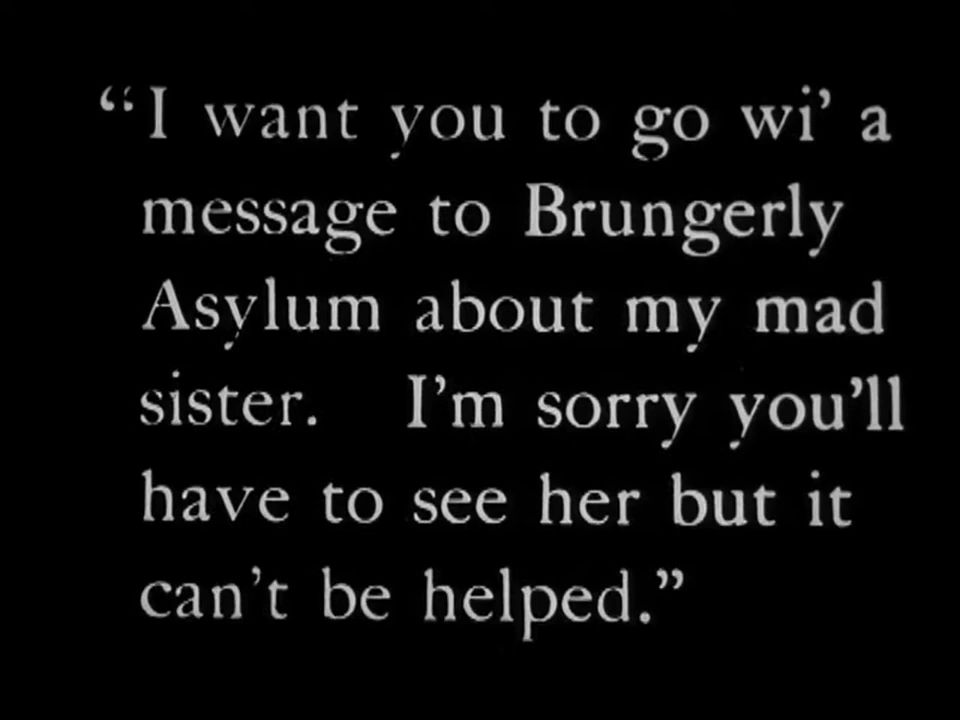 “I want you to go wi’ a
message to Brungerly
Asylum about my mad
sister. I’m sorry you’ll
have to see her but it
can’t be helped.”